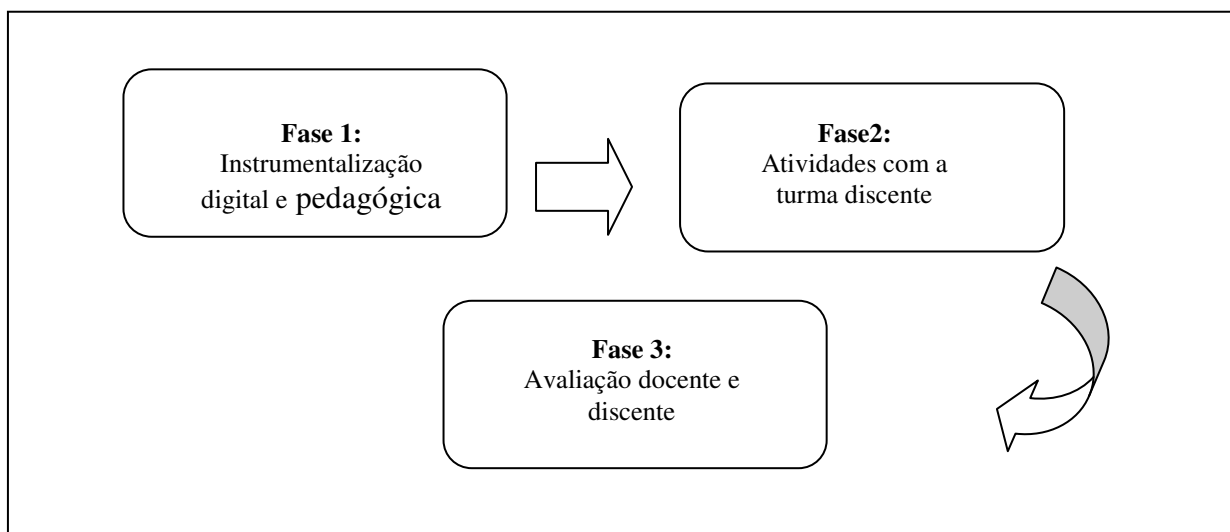 Fase 1:
Instrumentalização
digital e pedagógica
Fase2:
Atividades com a
turma discente
Fase 3:
Avaliação docente e
discente